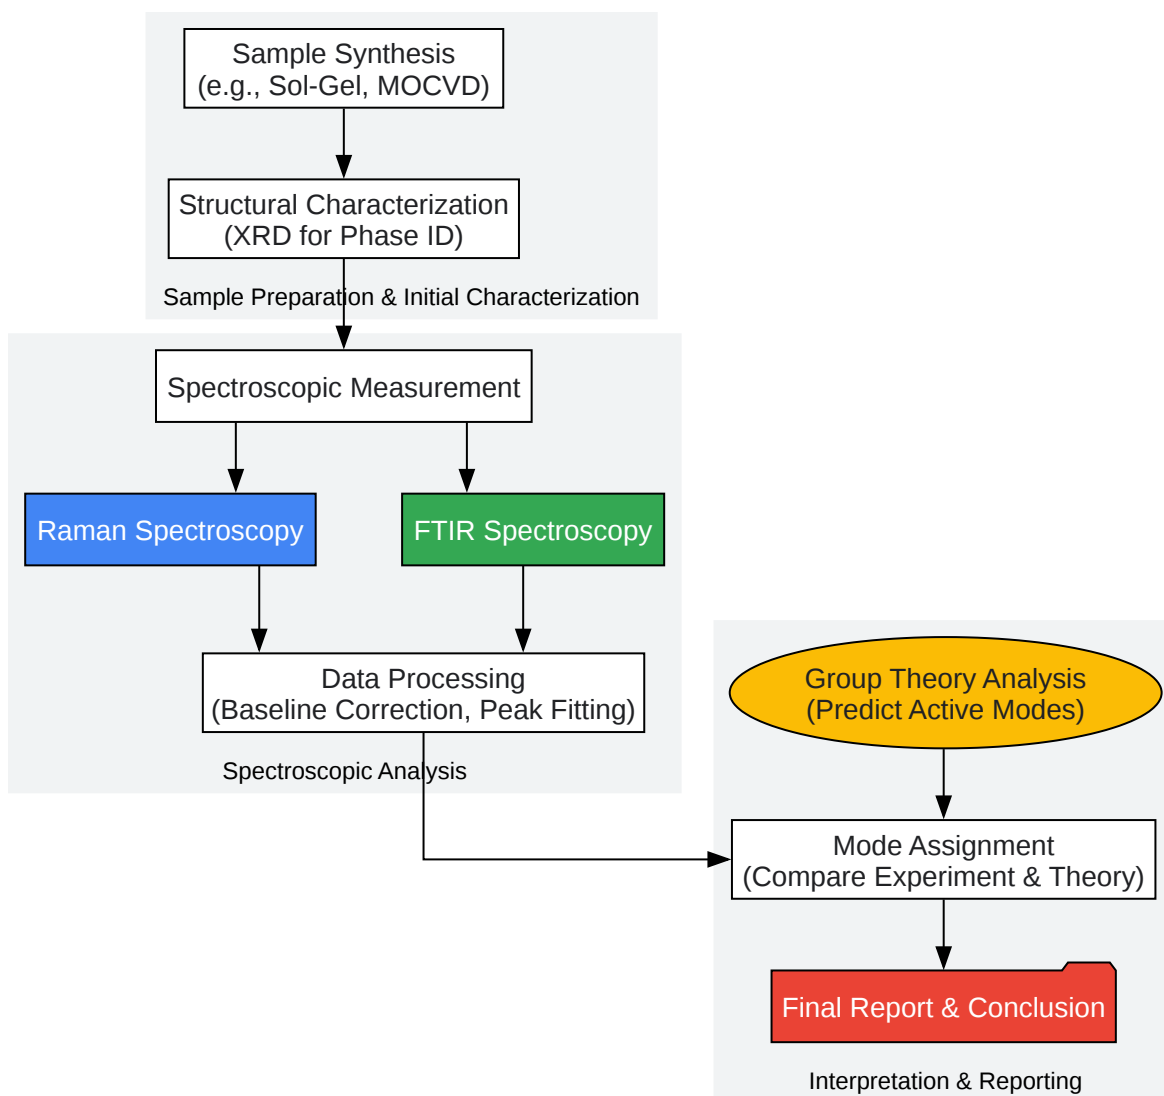 Sample Synthesis
(e.g., Sol-Gel, MOCVD)
Structural Characterization
(XRD for Phase ID)
Sample Preparation & Initial Characterization
Spectroscopic Measurement
Raman Spectroscopy
FTIR Spectroscopy
Data Processing
(Baseline Correction, Peak Fitting)
Spectroscopic Analysis
Group Theory Analysis
(Predict Active Modes)
Mode Assignment
(Compare Experiment & Theory)
Final Report & Conclusion
Interpretation & Reporting